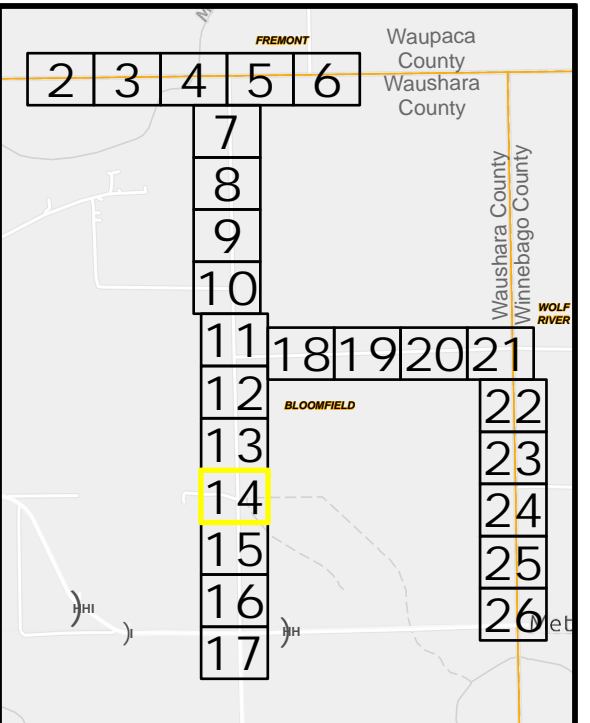 FREMONT
Waupaca
County
2 3 4 5 6
Waushara
County
7
8
9
10
Waushara County
Winnebago County
WOLF
RIVER
11 18 19 20 21
12
BLOOMFIELD
22
13
23
14
24
15
25
HHI
16
26
I
HH
17